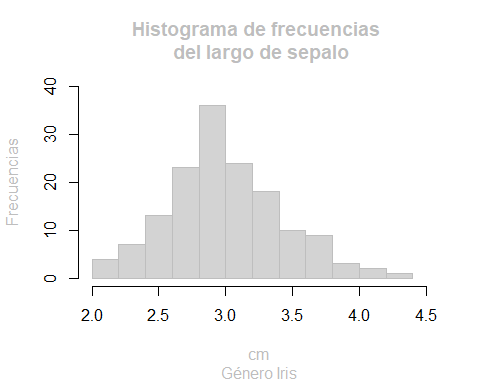 Histograma de frecuencias
del largo de sepalo
Frecuencias
40
30
20
10
0
2.0 2.5 3.0 3.5 4.0 4.5
cm
Género Iris